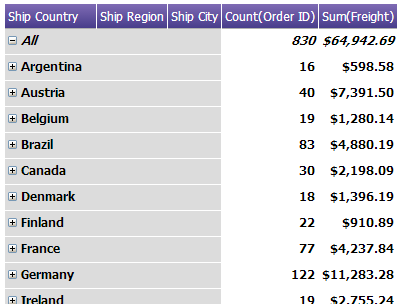 Ship Country Ship Region Ship City Count(Order ID) Sum(Freight)
All 830 $64,942.69
Argentina 16 $598.58
Austria 40 $7,391.50
Belgium 19 $1,280.14
Brazil 83 $4,880.19
Canada 30 $2,198.09
Denmark 18 $1,396.19
Finland 22 $910.89
France 77 $4,237.84
Germany 122 $11,283.28
Ireland 19 $2,755.24